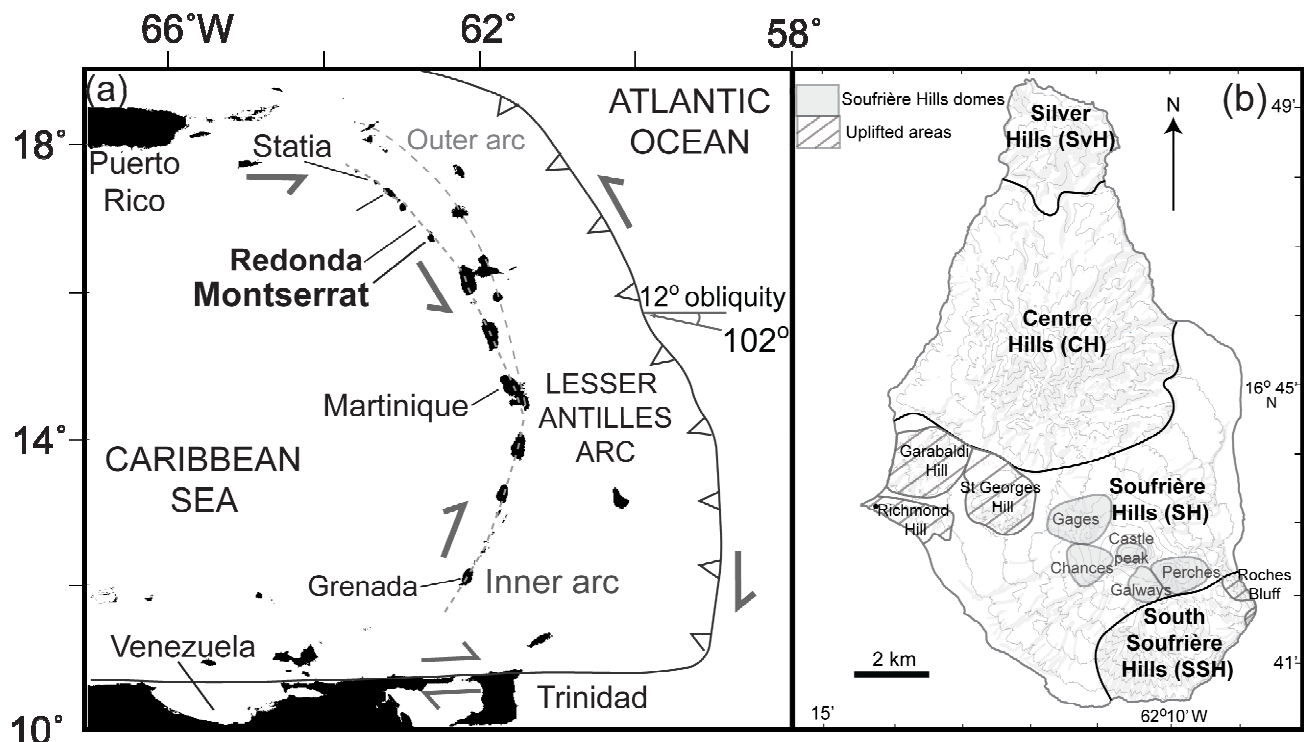 66°W
62°
58°
(a)
ATLANTIC
OCEAN
Outer arc
18°
Statia
Puerto
Rico
Redonda
Montserrat
12° obliquity
102°
Martinique
LESSER
ANTILLES
ARC
14°
CARIBBEAN
SEA
Grenada
Inner arc
Venezuela
Trinidad
10°
(b)
Soufrière Hills domes
Uplifted areas
N
49'
Silver
Hills (SvH)
Centre
Hills (CH)
16° 45'
N
Garabaldi
Hill
St Georges
Hill
Richmond
Hill
Soufrière
Hills (SH)
Gages
Castle
peak
Chances
Perches
Galways
Roches
Bluff
South
Soufrière
Hills (SSH)
2 km
41'
15'
62°10' W